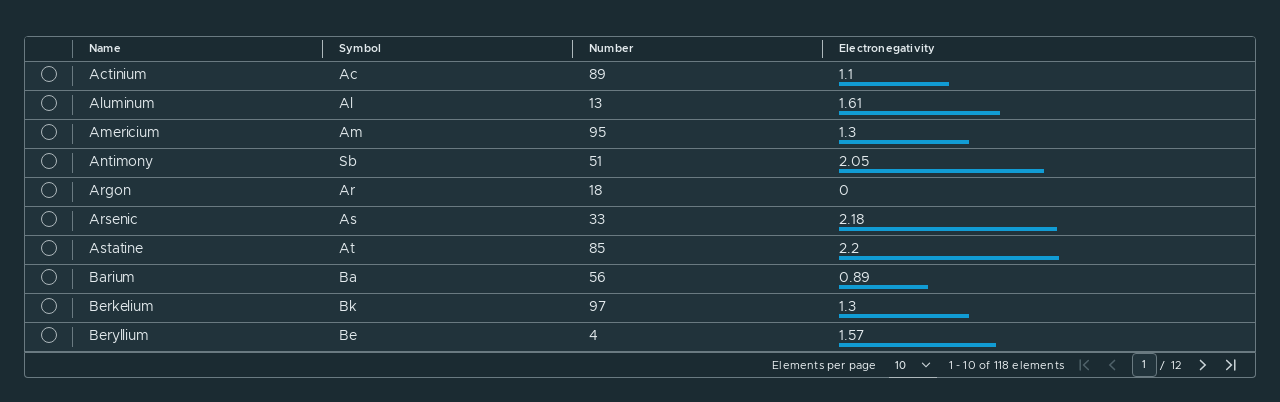 Name Symbol Number Electronegativity
Actinium Ac 89 1.1
Aluminum Al 13 1.61
Americium Am 95 1.3
Antimony Sb 51 2.05
Argon Ar 18 0
Arsenic As 33 2.18
Astatine At 85 2.2
Barium Ba 56 0.89
Berkelium Bk 97 1.3
Beryllium Be 4 1.57
Elements per page 10 1 - 10 of 118 elements 1 / 12